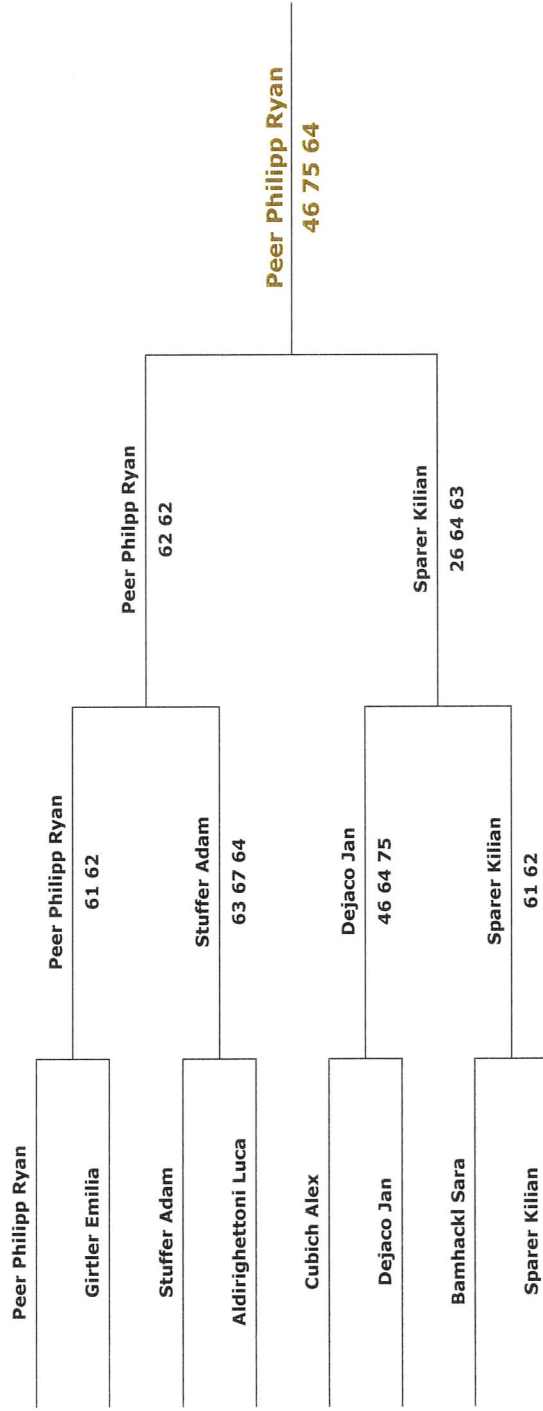 Peer Philipp Ryan
Girtler Emilia
Stuffer Adam
Aldirighettoni Luca
Cubich Alex
Dejaco Jan
Bamhackl Sara
Sparer Kilian
Peer Philipp Ryan
61 62
Stuffer Adam
63 67 64
Dejaco Jan
46 64 75
Sparer Kilian
61 62
Peer Philpp Ryan
62 62
Sparer Kilian
26 64 63
Peer Philipp Ryan
46 75 64